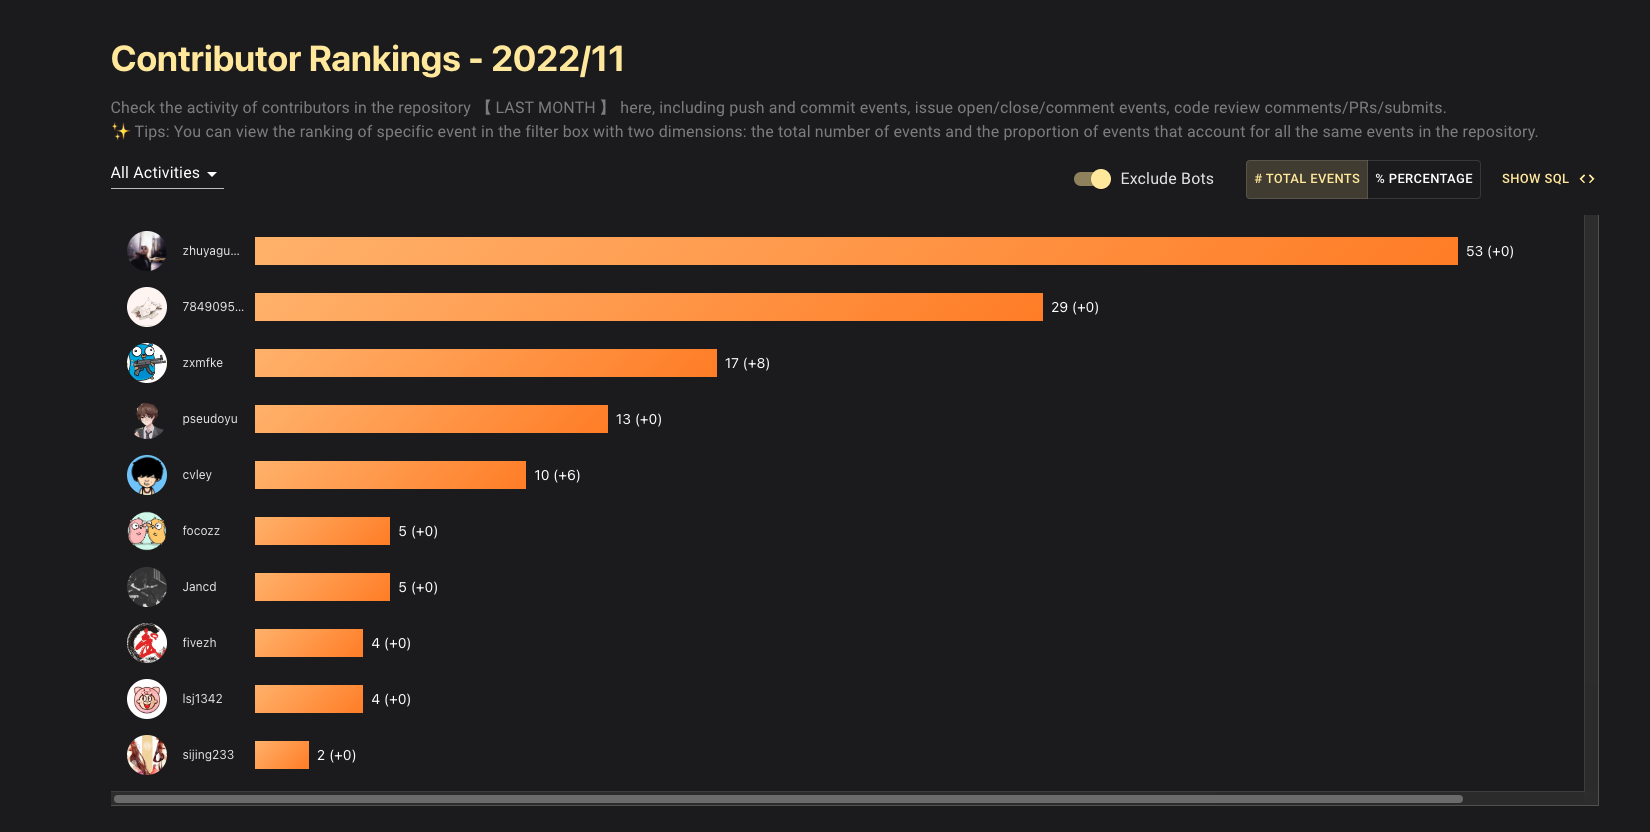 Contributor Rankings - 2022/11
Check the activity of contributors in the repository 【 LAST MONTH 】 here, including push and commit events, issue open/close/comment events, code review comments/PRs/submits.
✨ Tips: You can view the ranking of specific event in the filter box with two dimensions: the total number of events and the proportion of events that account for all the same events in the repository.
All Activities Exclude Bots # TOTAL EVENTS % PERCENTAGE SHOW SQL <>
zhuyagu... 53 (+0)
7849095... 29 (+0)
zxmfke 17 (+8)
pseudoyu 13 (+0)
cvley 10 (+6)
focozz 5 (+0)
Jancd 5 (+0)
fivezh 4 (+0)
lsj1342 4 (+0)
sijing233 2 (+0)